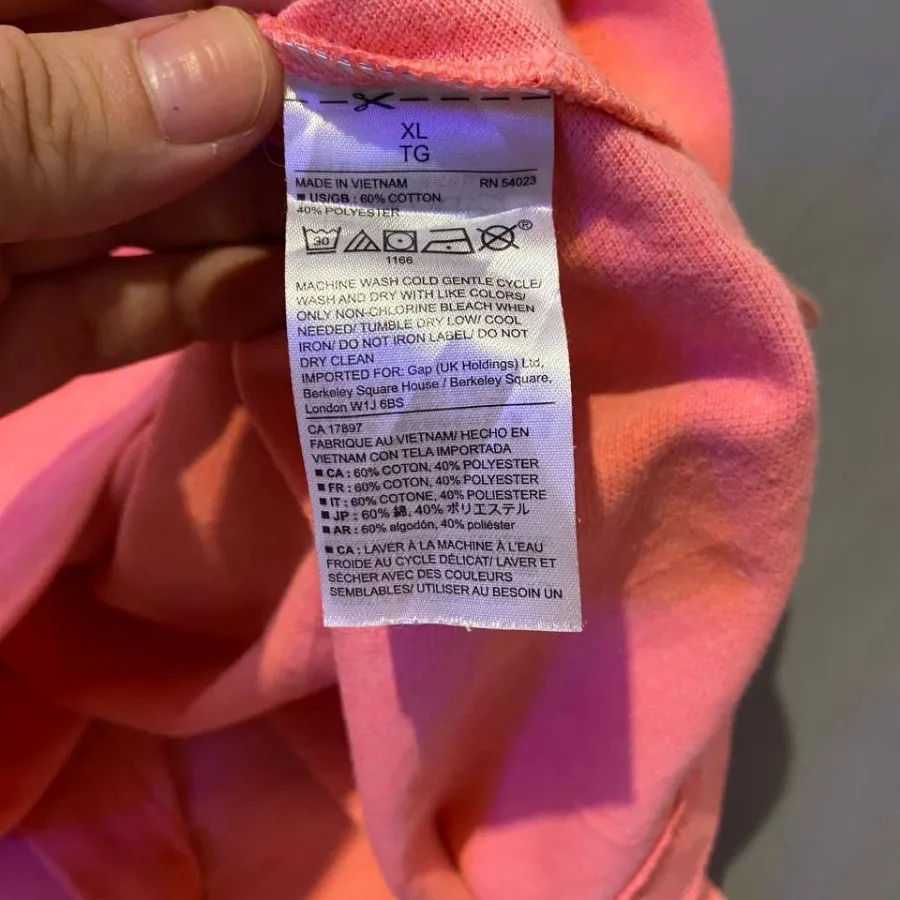 XL
TG
MADE IN VIETNAM RN 54023
■ US/GB : 60% COTTON,
40% POLYESTER
30 ®
1166
MACHINE WASH COLD GENTLE CYCLE/
WASH AND DRY WITH LIKE COLORS/
ONLY NON-CHLORINE BLEACH WHEN
NEEDED/ TUMBLE DRY LOW/ COOL
IRON/ DO NOT IRON LABEL/ DO NOT
DRY CLEAN
IMPORTED FOR: Gap (UK Holdings) Ltd,
Berkeley Square House / Berkeley Square,
London W1J 6BS
CA 17897
FABRIQUE AU VIETNAM/ HECHO EN
VIETNAM CON TELA IMPORTADA
■ CA : 60% COTON, 40% POLYESTER
■ FR : 60% COTON, 40% POLYESTER
■ IT : 60% COTONE, 40% POLIESTERE
■ JP : 60% 綿, 40% ポリエステル
■ AR : 60% algodón, 40% poliéster
■ CA : LAVER À LA MACHINE À L'EAU
FROIDE AU CYCLE DÉLICAT/ LAVER ET
SÉCHER AVEC DES COULEURS
SEMBLABLES/ UTILISER AU BESOIN UN